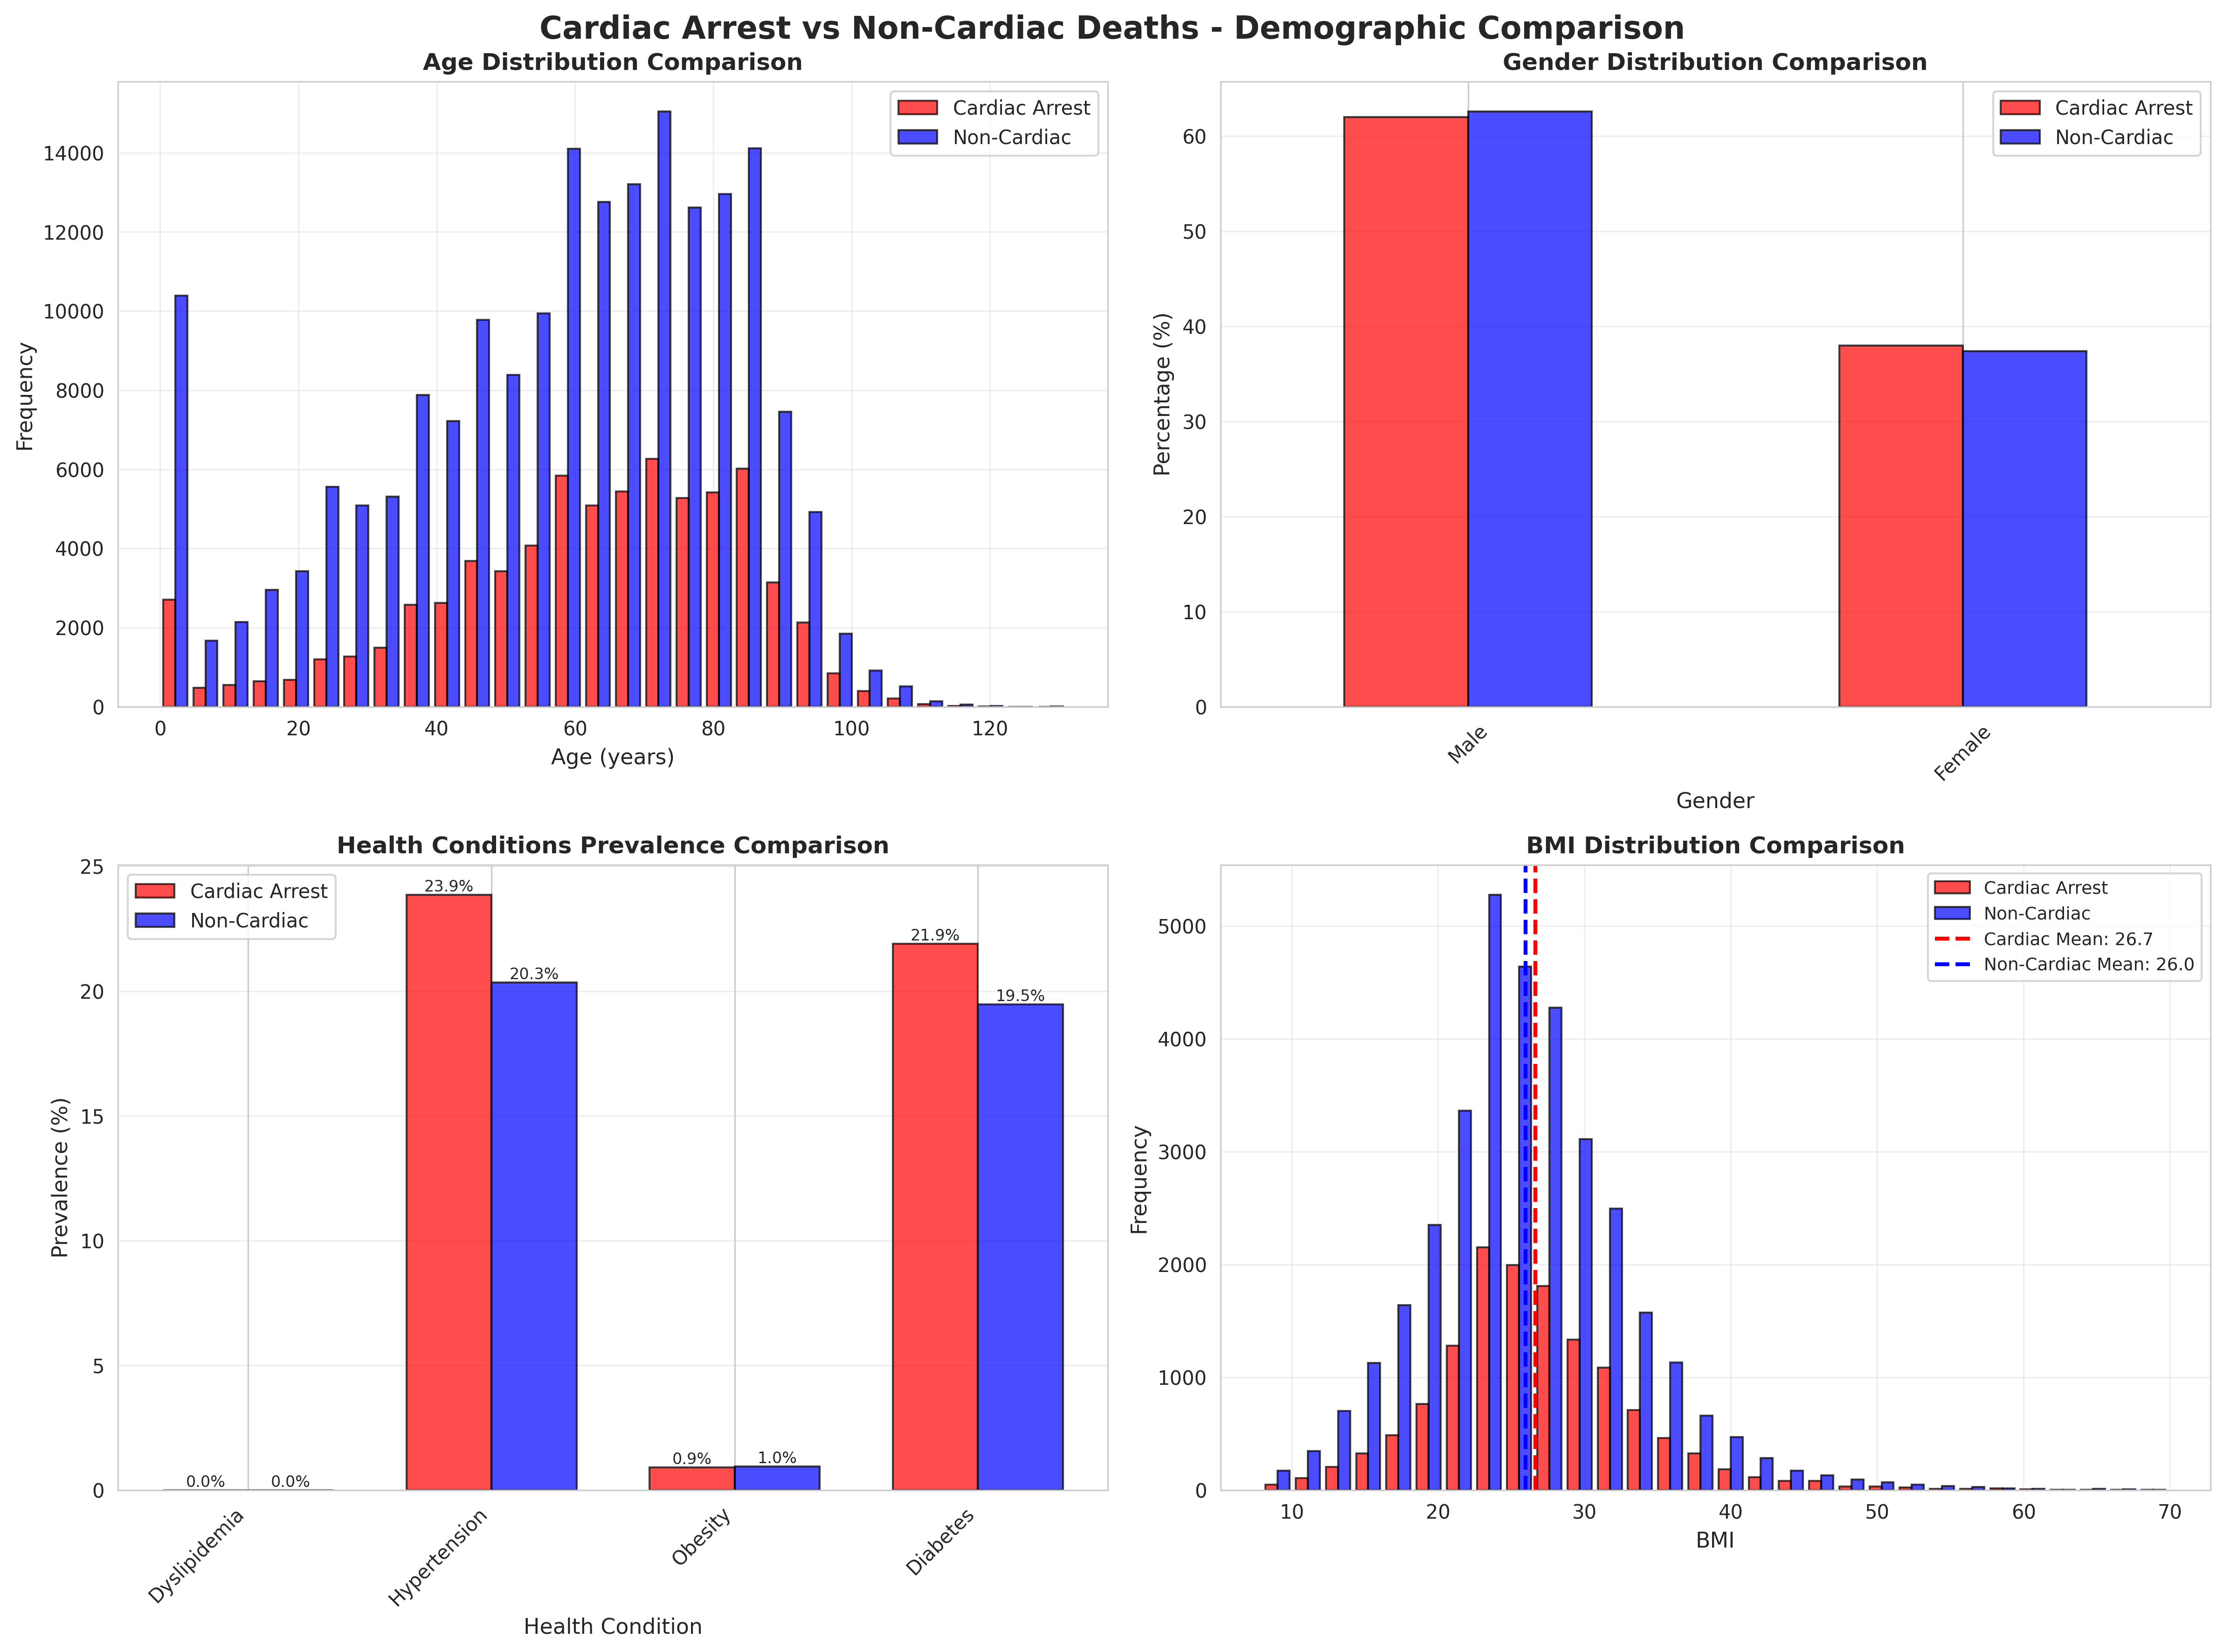 Cardiac Arrest vs Non-Cardiac Deaths - Demographic Comparison
Age Distribution Comparison
Cardiac Arrest
Non-Cardiac
14000
12000
10000
8000
6000
4000
2000
0
Frequency
0 20 40 60 80 100 120
Age (years)
Gender Distribution Comparison
Cardiac Arrest
Non-Cardiac
60
50
40
30
20
10
0
Percentage (%)
Male
Female
Gender
Health Conditions Prevalence Comparison
Cardiac Arrest
Non-Cardiac
25
20
15
10
5
0
Prevalence (%)
0.0%
0.0%
23.9%
20.3%
0.9%
1.0%
21.9%
19.5%
Dyslipidemia
Hypertension
Obesity
Diabetes
Health Condition
BMI Distribution Comparison
Cardiac Arrest
Non-Cardiac
Cardiac Mean: 26.7
Non-Cardiac Mean: 26.0
5000
4000
3000
2000
1000
0
Frequency
10 20 30 40 50 60 70
BMI